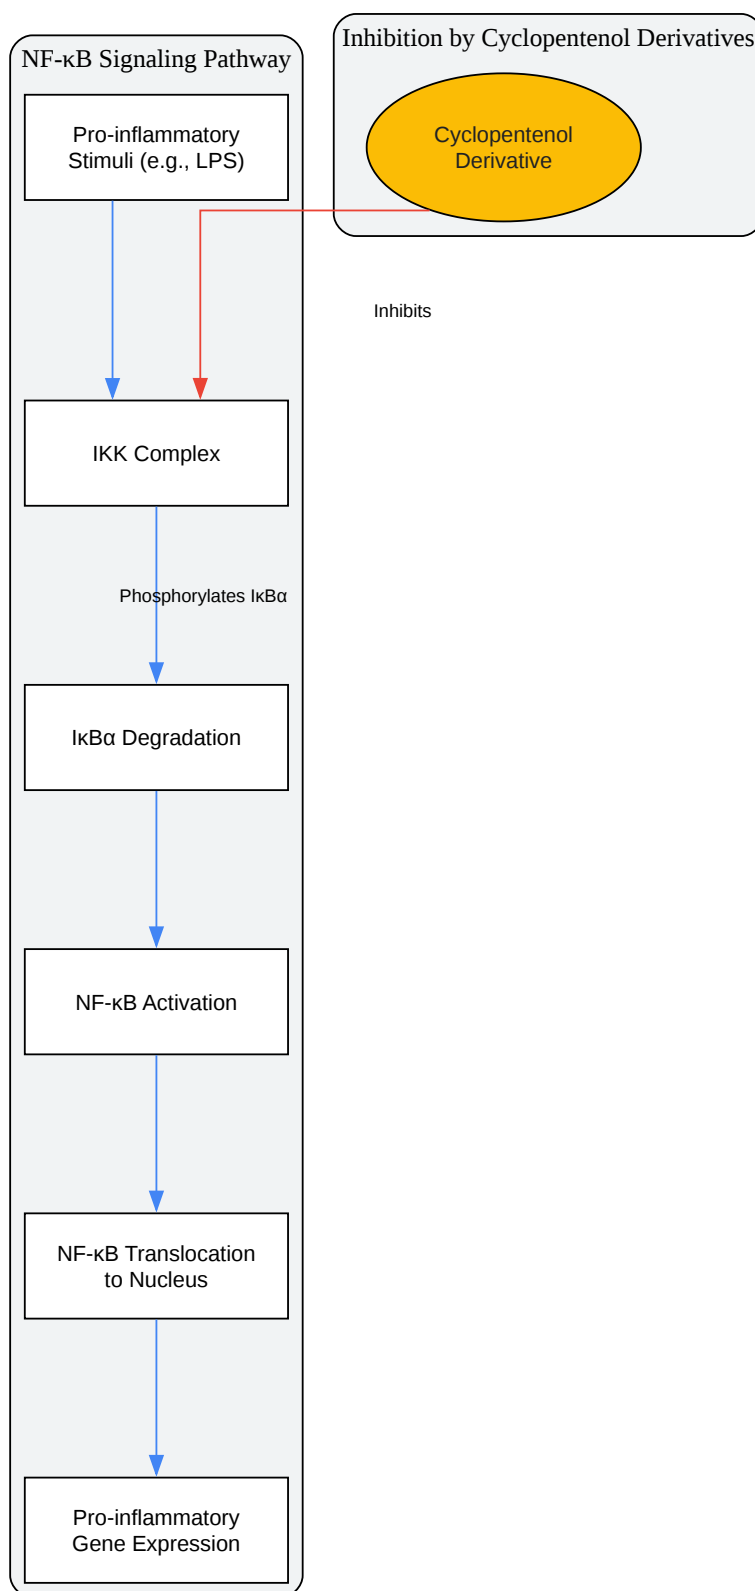 NF-κB Signaling Pathway
Inhibition by Cyclopentenol Derivatives
Pro-inflammatory
Stimuli (e.g., LPS)
Cyclopentenol
Derivative
Inhibits
IKK Complex
Phosphorylates IκBα
IκBα Degradation
NF-κB Activation
NF-κB Translocation
to Nucleus
Pro-inflammatory
Gene Expression